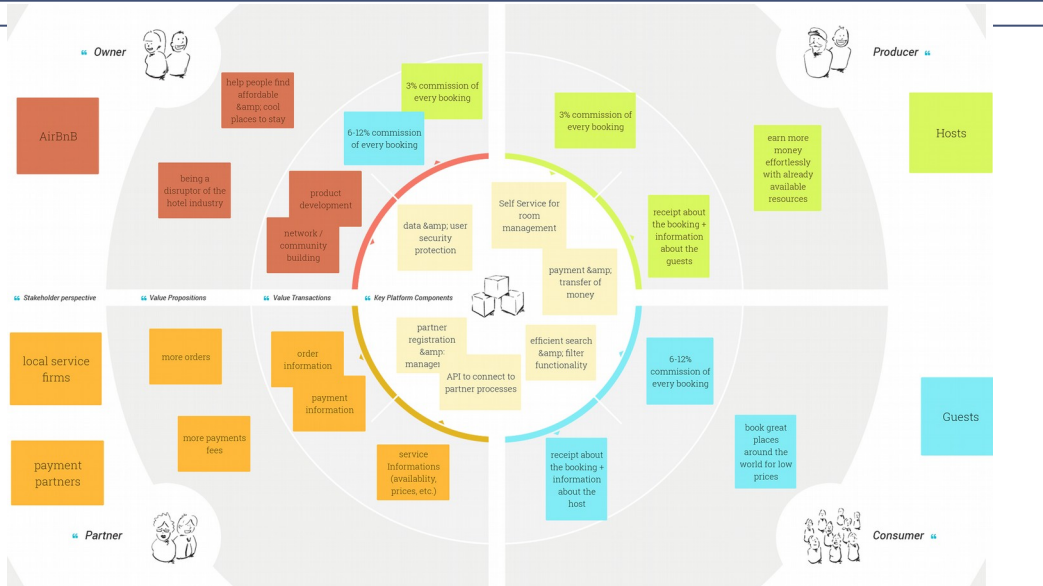 Owner
AirBnB
help people find
affordable
&amp; cool
places to stay
being a
disruptor of the
hotel industry
3% commission of
every booking
6-12% commission
of every booking
product
development
network /
community
building
Producer
Hosts
3% commission of
every booking
earn more
money
effortlessly
with already
available
resources
receipt about
the booking +
information
about the
guests
data &amp; user
security
protection
Self Service for
room
management
payment &amp;
transfer of
money
Stakeholder perspective
Value Propositions
Value Transactions
Key Platform Components
partner
registration
&amp;
API to connect to
partner processes
efficient search
&amp; filter
functionality
local service
firms
payment
partners
more orders
more payments
fees
order
information
payment
information
service
Informations
(availablity,
prices, etc.)
Partner
6-12%
commission of
every booking
receipt about
the booking +
information
about the
host
book great
places
around the
world for low
prices
Guests
Consumer